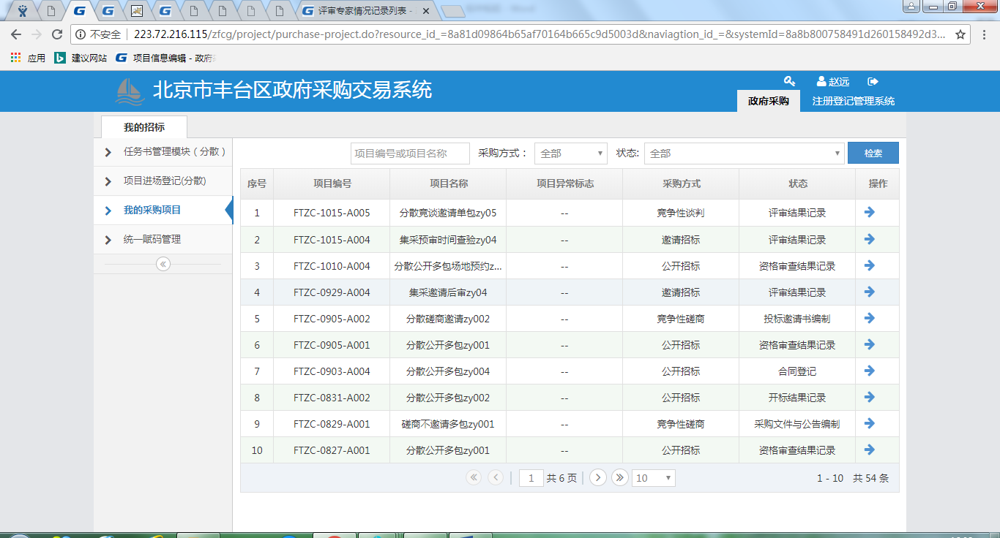 评审专家情况记录列表 -
不安全 223.72.216.115/zfcg/project/purchase-project.do?resource_id_=8a81d09864b65af70164b665c9d5003d&naviagtion_id_=&systemId=8a8b800758491d260158492d3...
应用 建议网站 项目信息编辑 - 政府
北京市丰台区政府采购交易系统
赵远
政府采购 注册登记管理系统
我的招标
任务书管理模块（分散）
项目进场登记(分散)
我的采购项目
统一赋码管理
项目编号或项目名称 采购方式： 全部 状态: 全部 检索
序号 项目编号 项目名称 项目异常标志 采购方式 状态 操作
1 FTZC-1015-A005 分散竞谈邀请单包zy05 -- 竞争性谈判 评审结果记录
2 FTZC-1015-A004 集采预审时间查验zy04 -- 邀请招标 评审结果记录
3 FTZC-1010-A004 分散公开多包场地预约z... -- 公开招标 资格审查结果记录
4 FTZC-0929-A004 集采邀请后审zy04 -- 邀请招标 评审结果记录
5 FTZC-0905-A002 分散磋商邀请zy002 -- 竞争性磋商 投标邀请书编制
6 FTZC-0905-A001 分散公开多包zy001 -- 公开招标 资格审查结果记录
7 FTZC-0903-A004 分散公开多包zy004 -- 公开招标 合同登记
8 FTZC-0831-A002 分散公开多包zy002 -- 公开招标 开标结果记录
9 FTZC-0829-A001 磋商不邀请多包zy001 -- 竞争性磋商 采购文件与公告编制
10 FTZC-0827-A001 分散公开多包zy001 -- 公开招标 资格审查结果记录
1 共 6 页 10 1 - 10 共 54 条